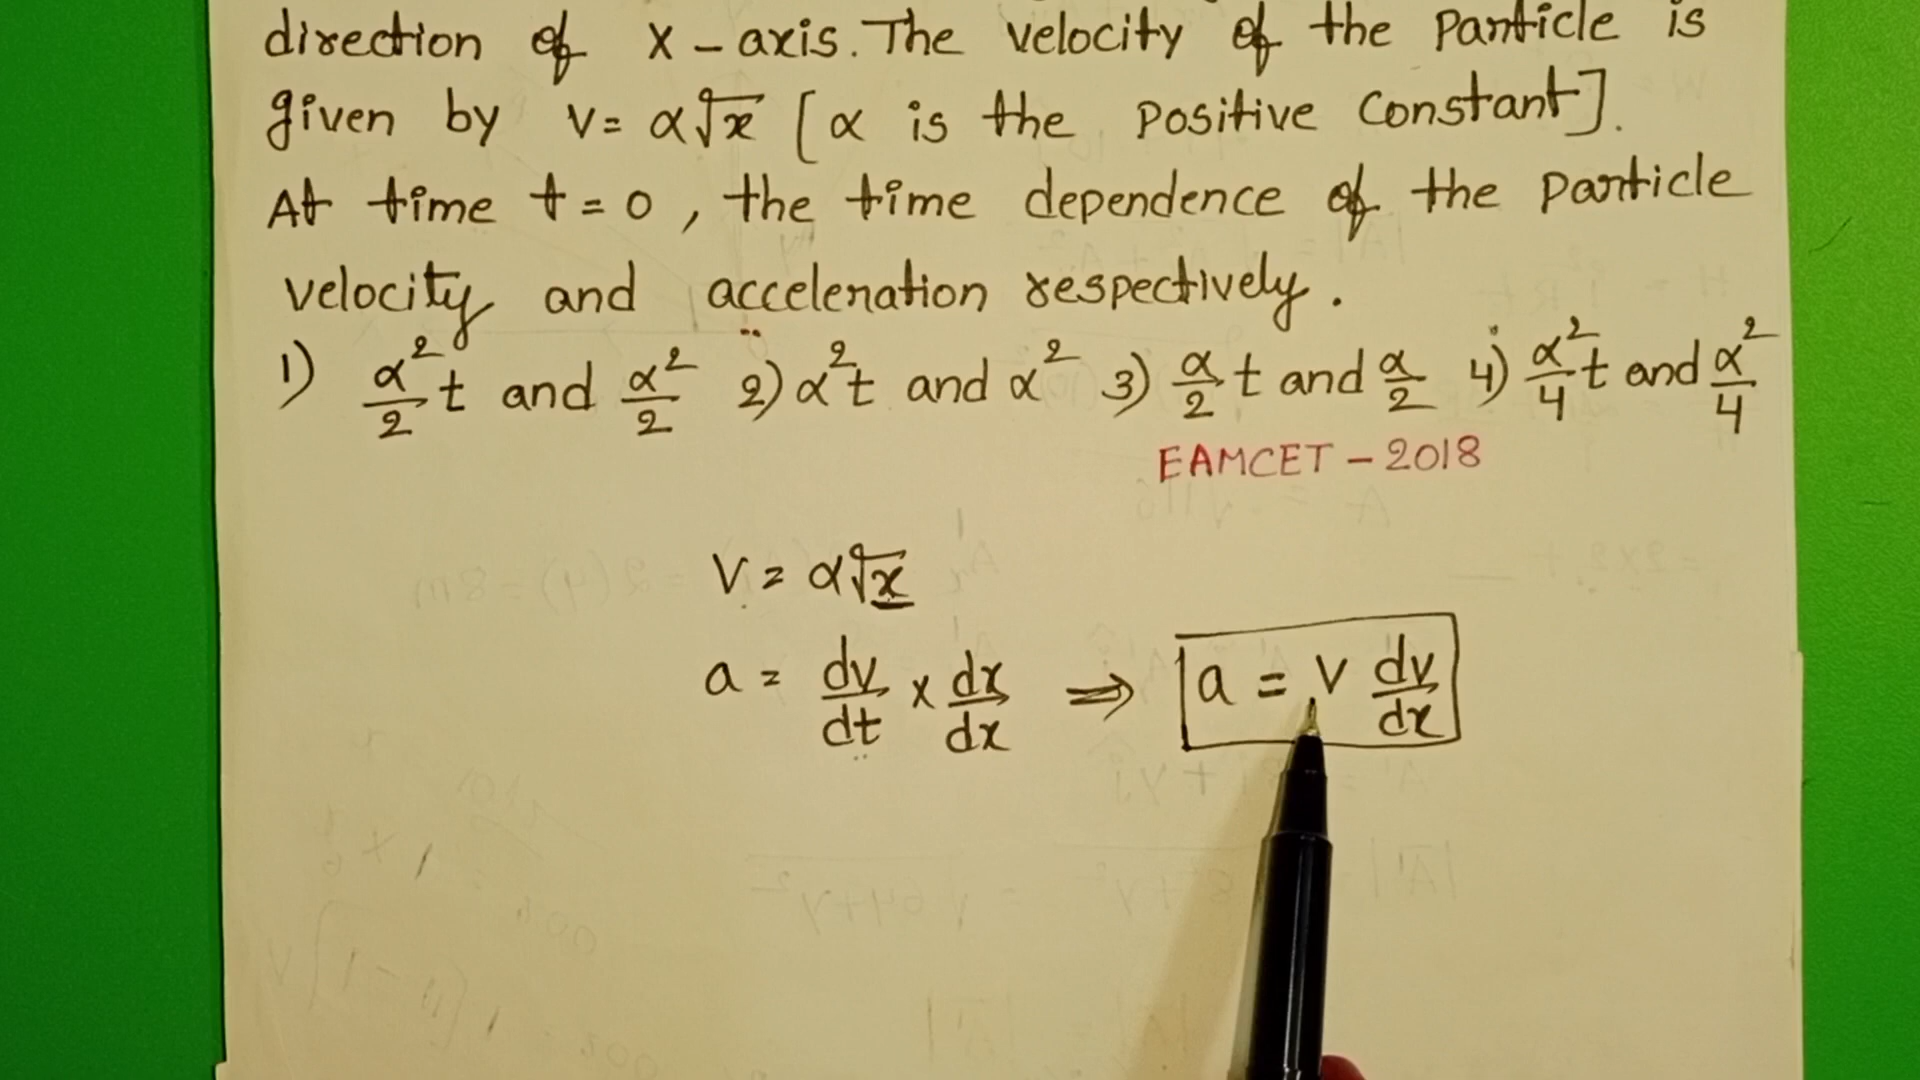 direction of x-axis. The velocity of the particle is
given by v= α√x [α is the positive constant].
At time t=0, the time dependence of the particle
velocity and acceleration respectively.
1) α²/2 t and α²/2 2) α²t and α² 3) α/2 t and α/2 4) α²/4 t and α²/4
EAMCET - 2018
v = α√x
a = dv/dt × dx/dx ⇒ a = v dv/dx